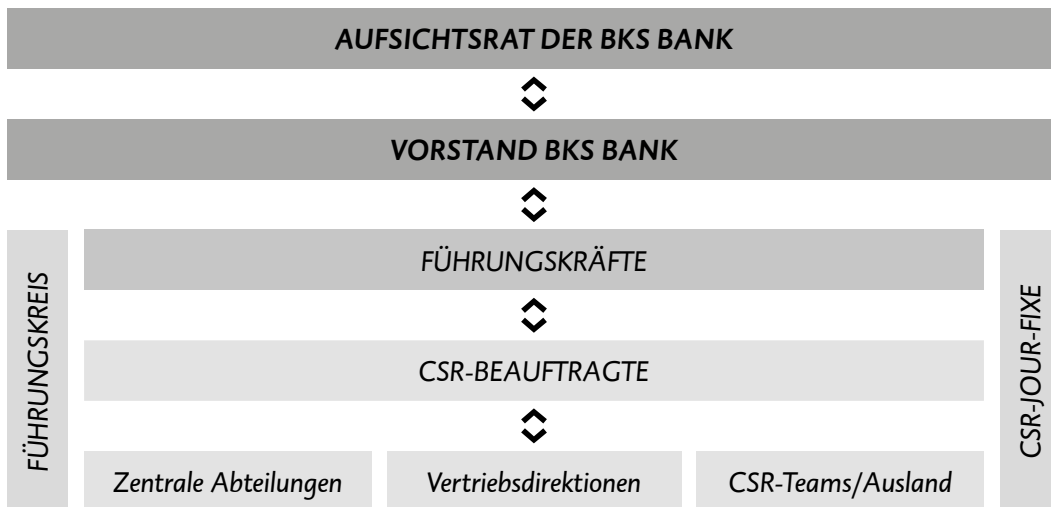 AUFSICHTSRAT DER BKS BANK
VORSTAND BKS BANK
FÜHRUNGSKREIS
FÜHRUNGSKRÄFTE
CSR-BEAUFTRAGTE
Zentrale Abteilungen
Vertriebsdirektionen
CSR-Teams/Ausland
CSR-JOUR-FIXE